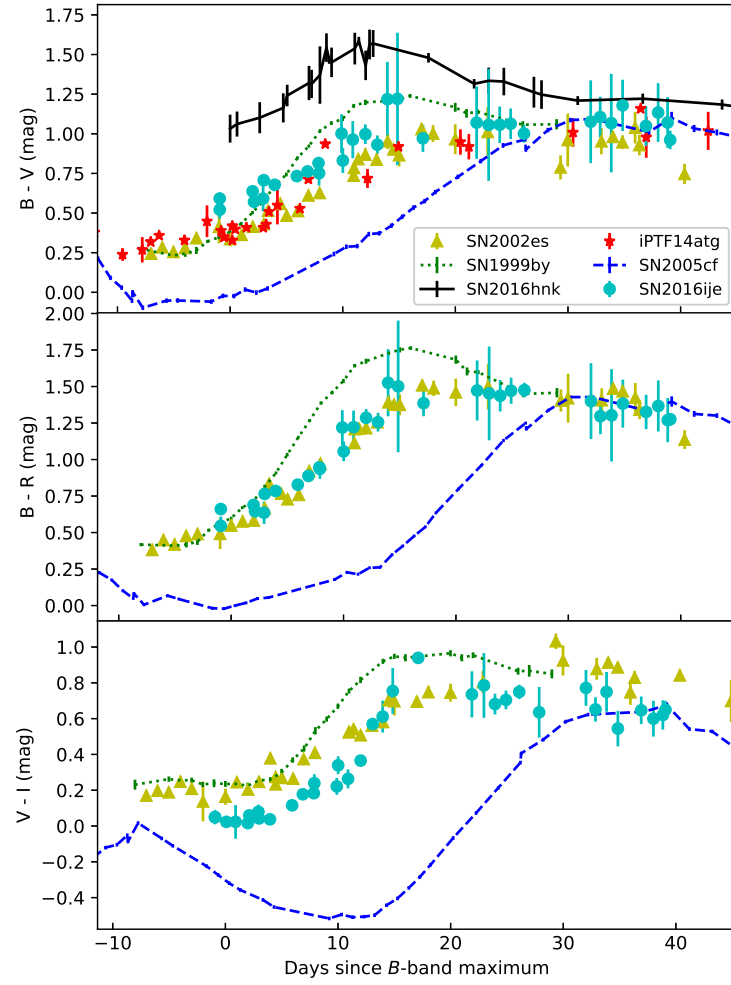 1.75
1.50
1.25
1.00
0.75
0.50
0.25
0.00
B - V (mag)
SN2002es
SN1999by
SN2016hnk
iPTF14atg
SN2005cf
SN2016ije
2.00
1.75
1.50
1.25
1.00
0.75
0.50
0.25
0.00
B - R (mag)
1.0
0.8
0.6
0.4
0.2
0.0
−0.2
−0.4
V - I (mag)
−10 0 10 20 30 40
Days since B-band maximum